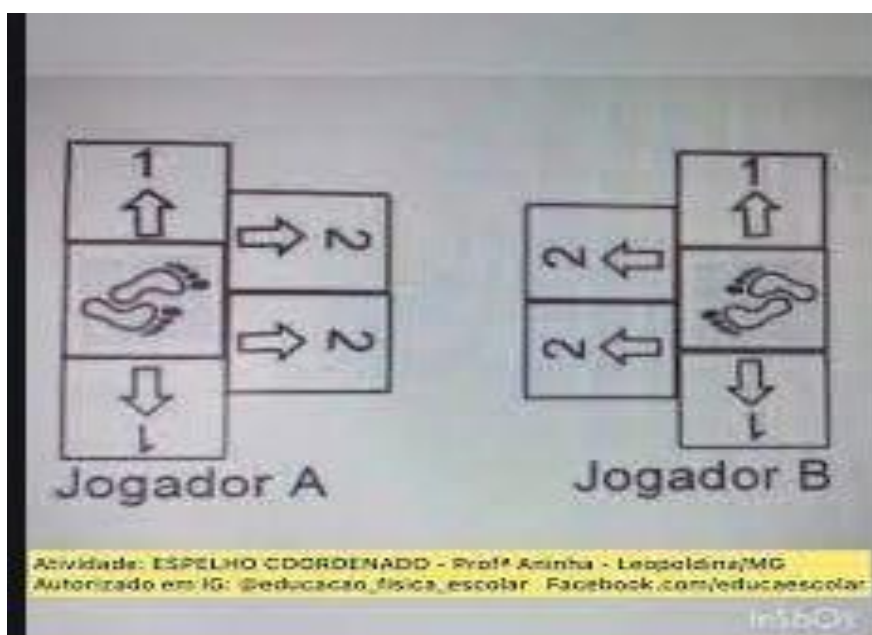 1
1
2
2
2
2
1
1
Jogador A
Jogador B
Atividade: ESPELHO COORDENADO - Profª Aninha - Leopoldina/MG
Autorizado em IG: @educacao_fisica_escolar Facebook.com/educaescolar
InShOt